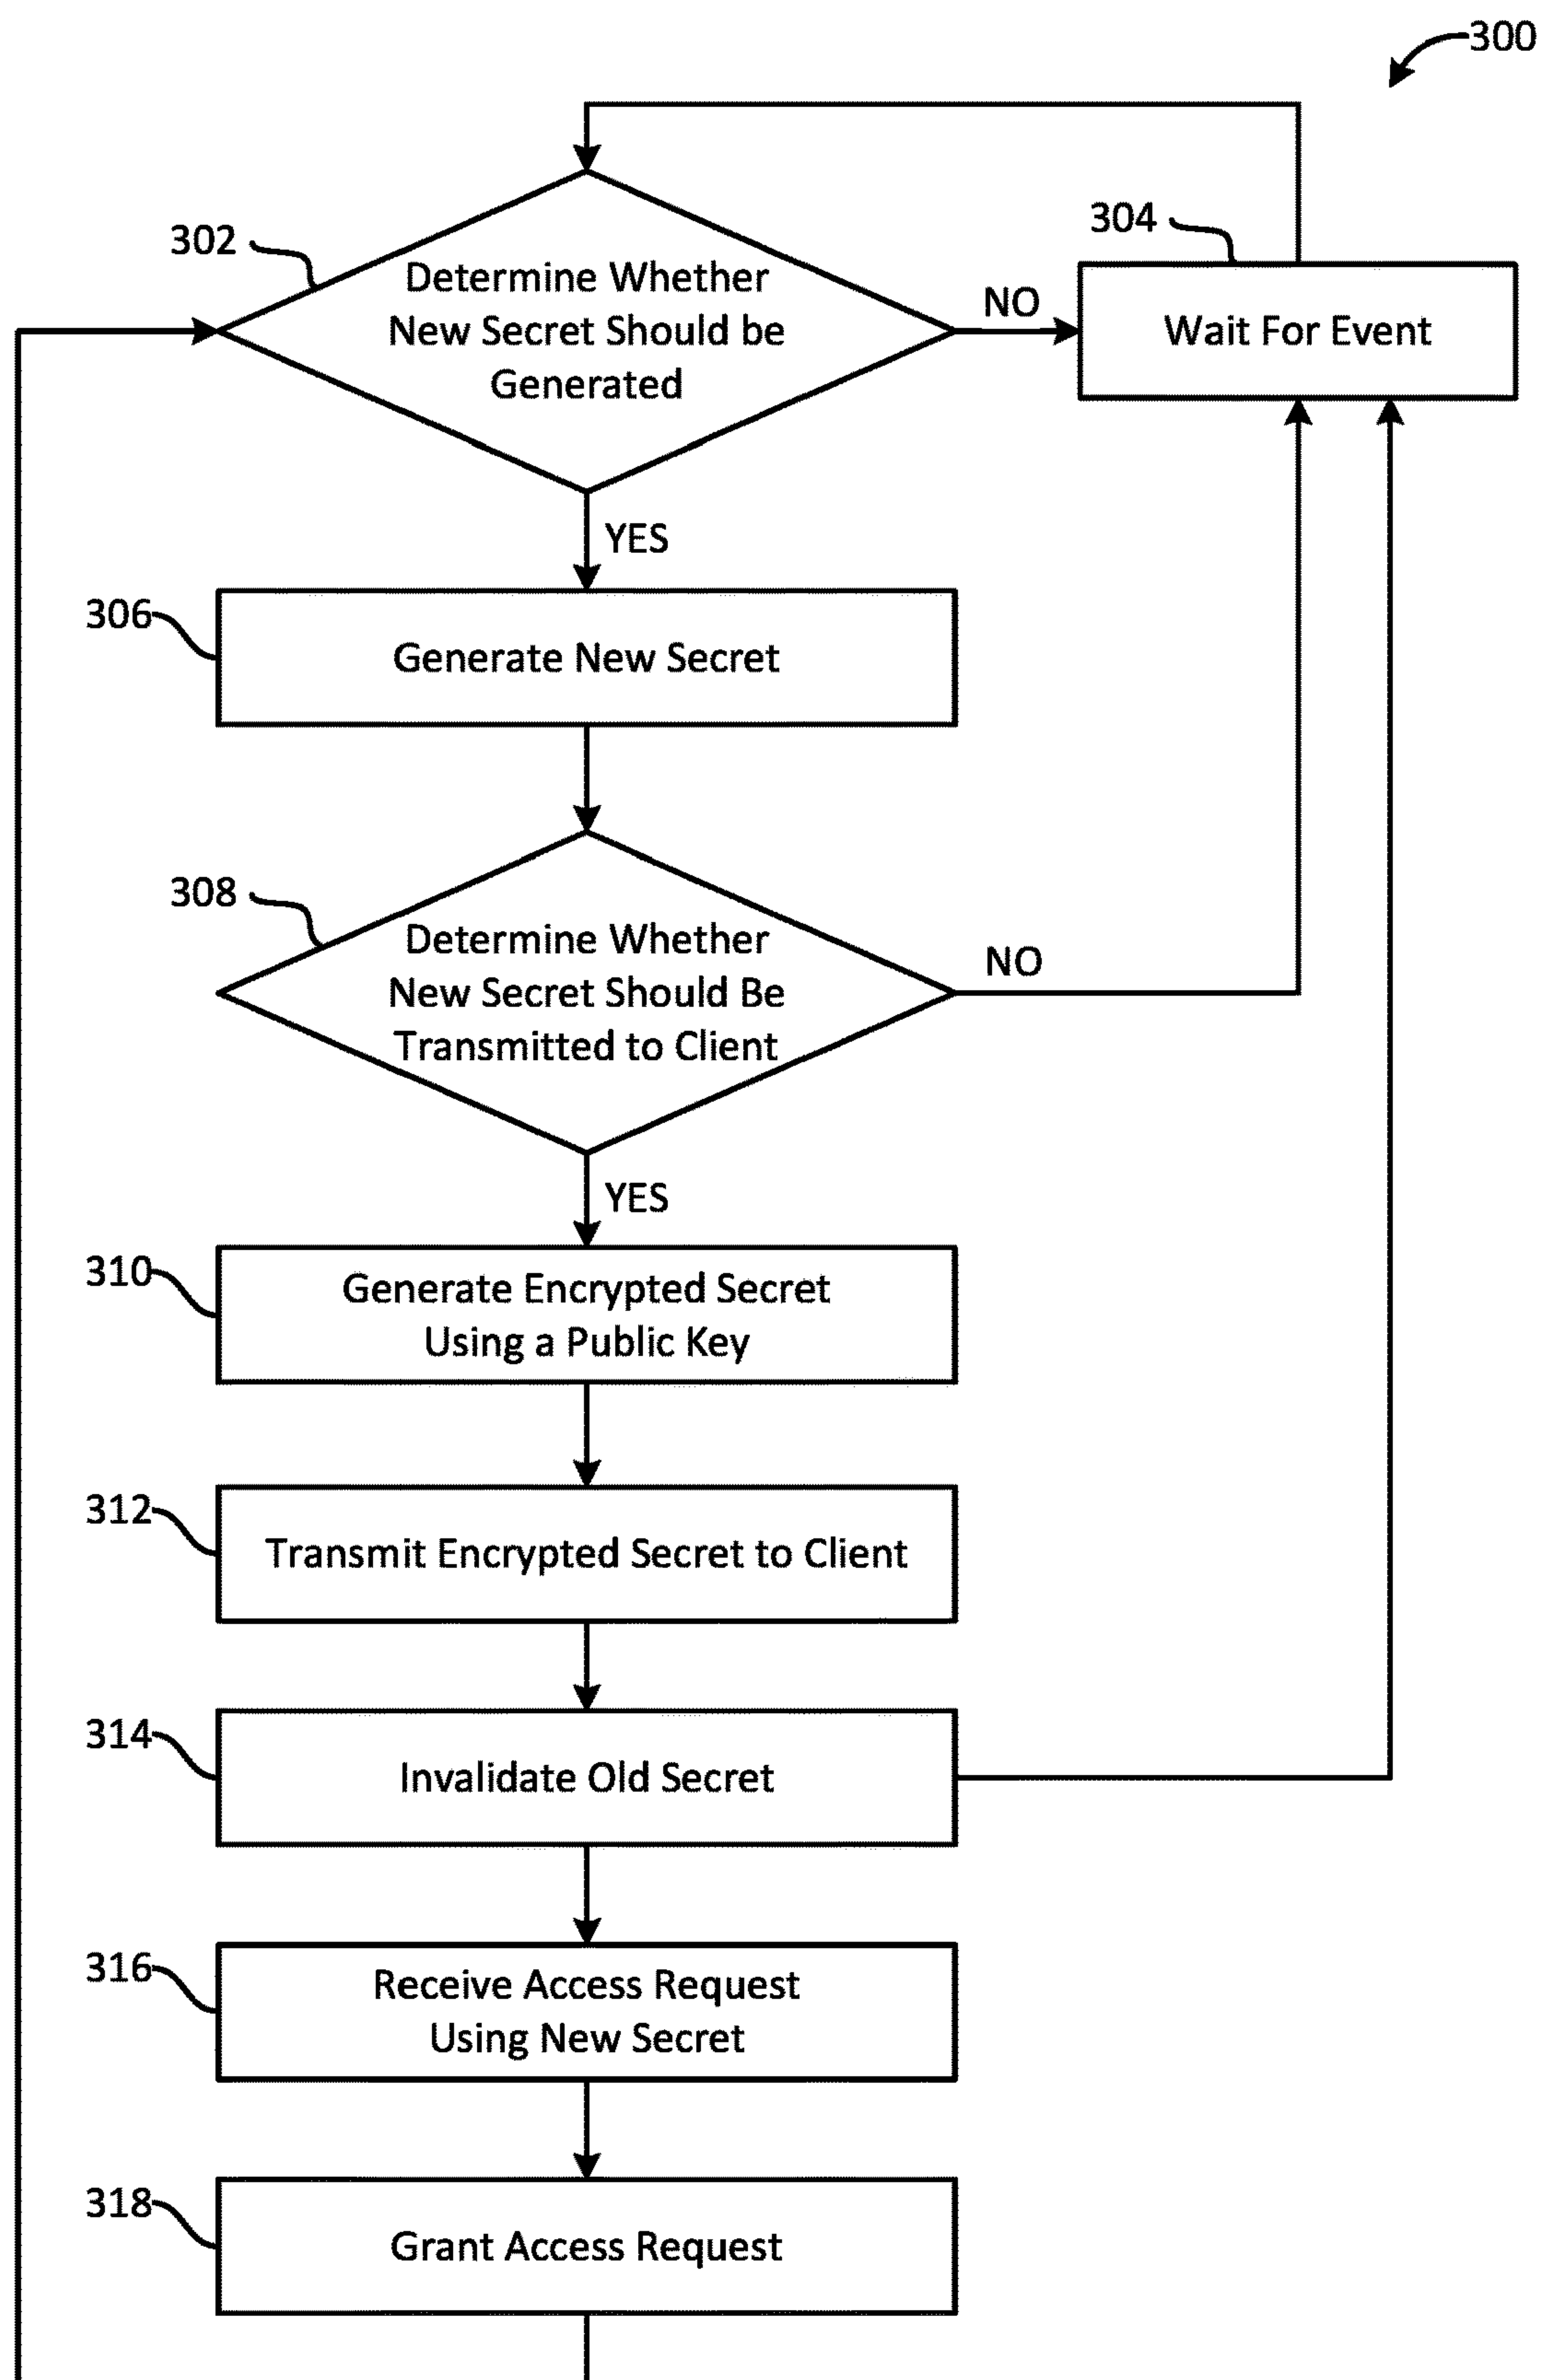 300
302
Determine Whether
New Secret Should be
Generated
NO
304
Wait For Event
YES
306
Generate New Secret
308
Determine Whether
New Secret Should Be
Transmitted to Client
NO
YES
310
Generate Encrypted Secret
Using a Public Key
312
Transmit Encrypted Secret to Client
314
Invalidate Old Secret
316
Receive Access Request
Using New Secret
318
Grant Access Request